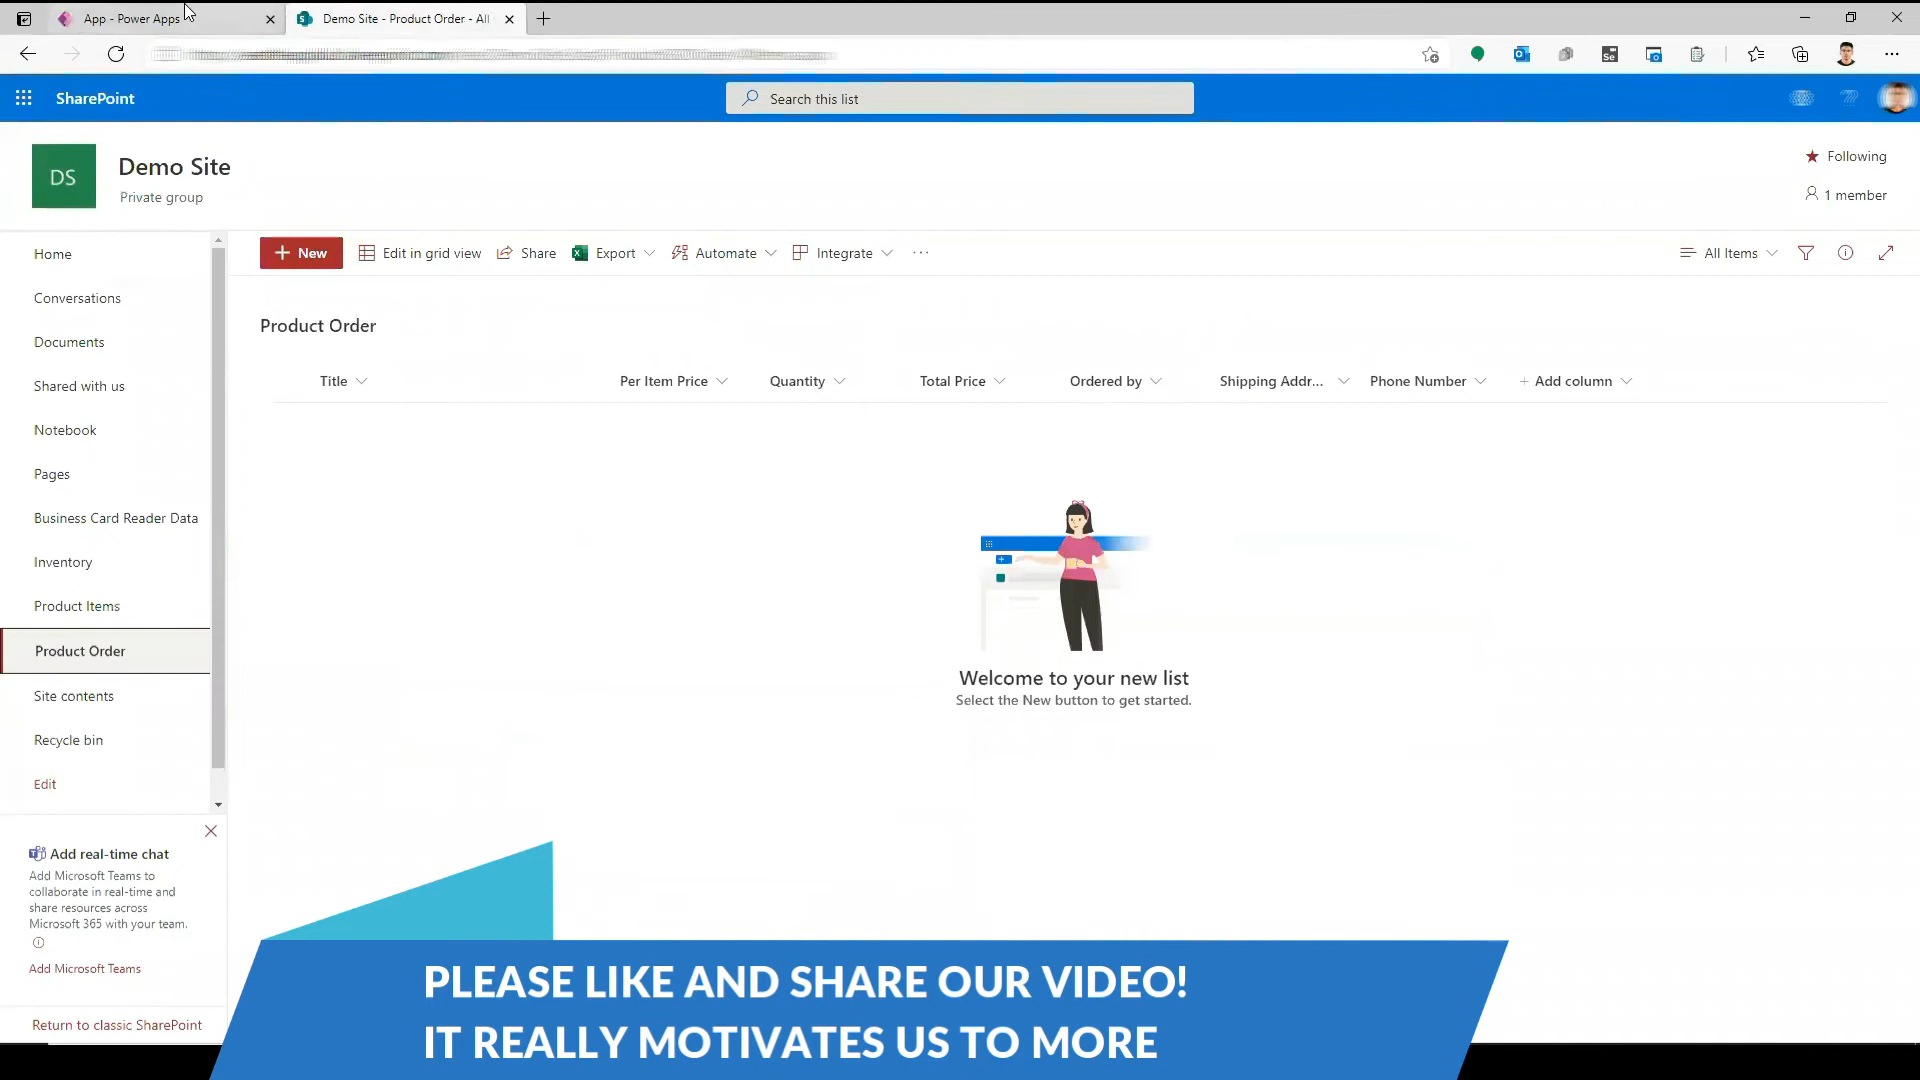 App - Power Apps
Demo Site - Product Order - All
Se
SharePoint
Search this list
DS
Demo Site
Private group
Following
1 member
Home
Conversations
Documents
Shared with us
Notebook
Pages
Business Card Reader Data
Inventory
Product Items
Product Order
Site contents
Recycle bin
Edit
New
Edit in grid view
Share
Export
Automate
Integrate
All Items
Product Order
Title
Per Item Price
Quantity
Total Price
Ordered by
Shipping Addr...
Phone Number
Add column
Welcome to your new list
Select the New button to get started.
Add real-time chat
Add Microsoft Teams to
collaborate in real-time and
share resources across
Microsoft 365 with your team.
Add Microsoft Teams
Return to classic SharePoint
PLEASE LIKE AND SHARE OUR VIDEO!
IT REALLY MOTIVATES US TO MORE